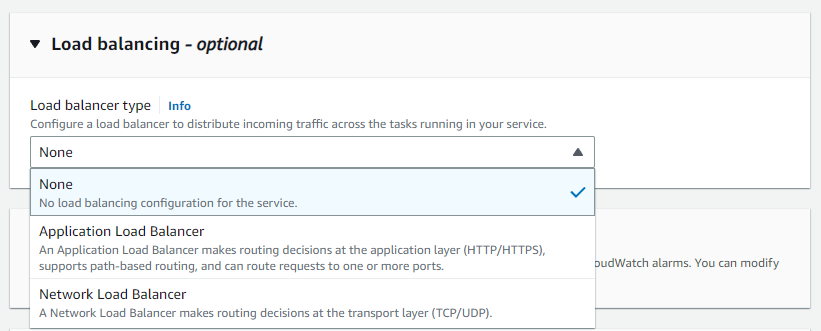 Load balancing - optional
Load balancer type Info
Configure a load balancer to distribute incoming traffic across the tasks running in your service.
None
None
No load balancing configuration for the service.
Application Load Balancer
An Application Load Balancer makes routing decisions at the application layer (HTTP/HTTPS),
supports path-based routing, and can route requests to one or more ports.
oudWatch alarms. You can modify
Network Load Balancer
A Network Load Balancer makes routing decisions at the transport layer (TCP/UDP).